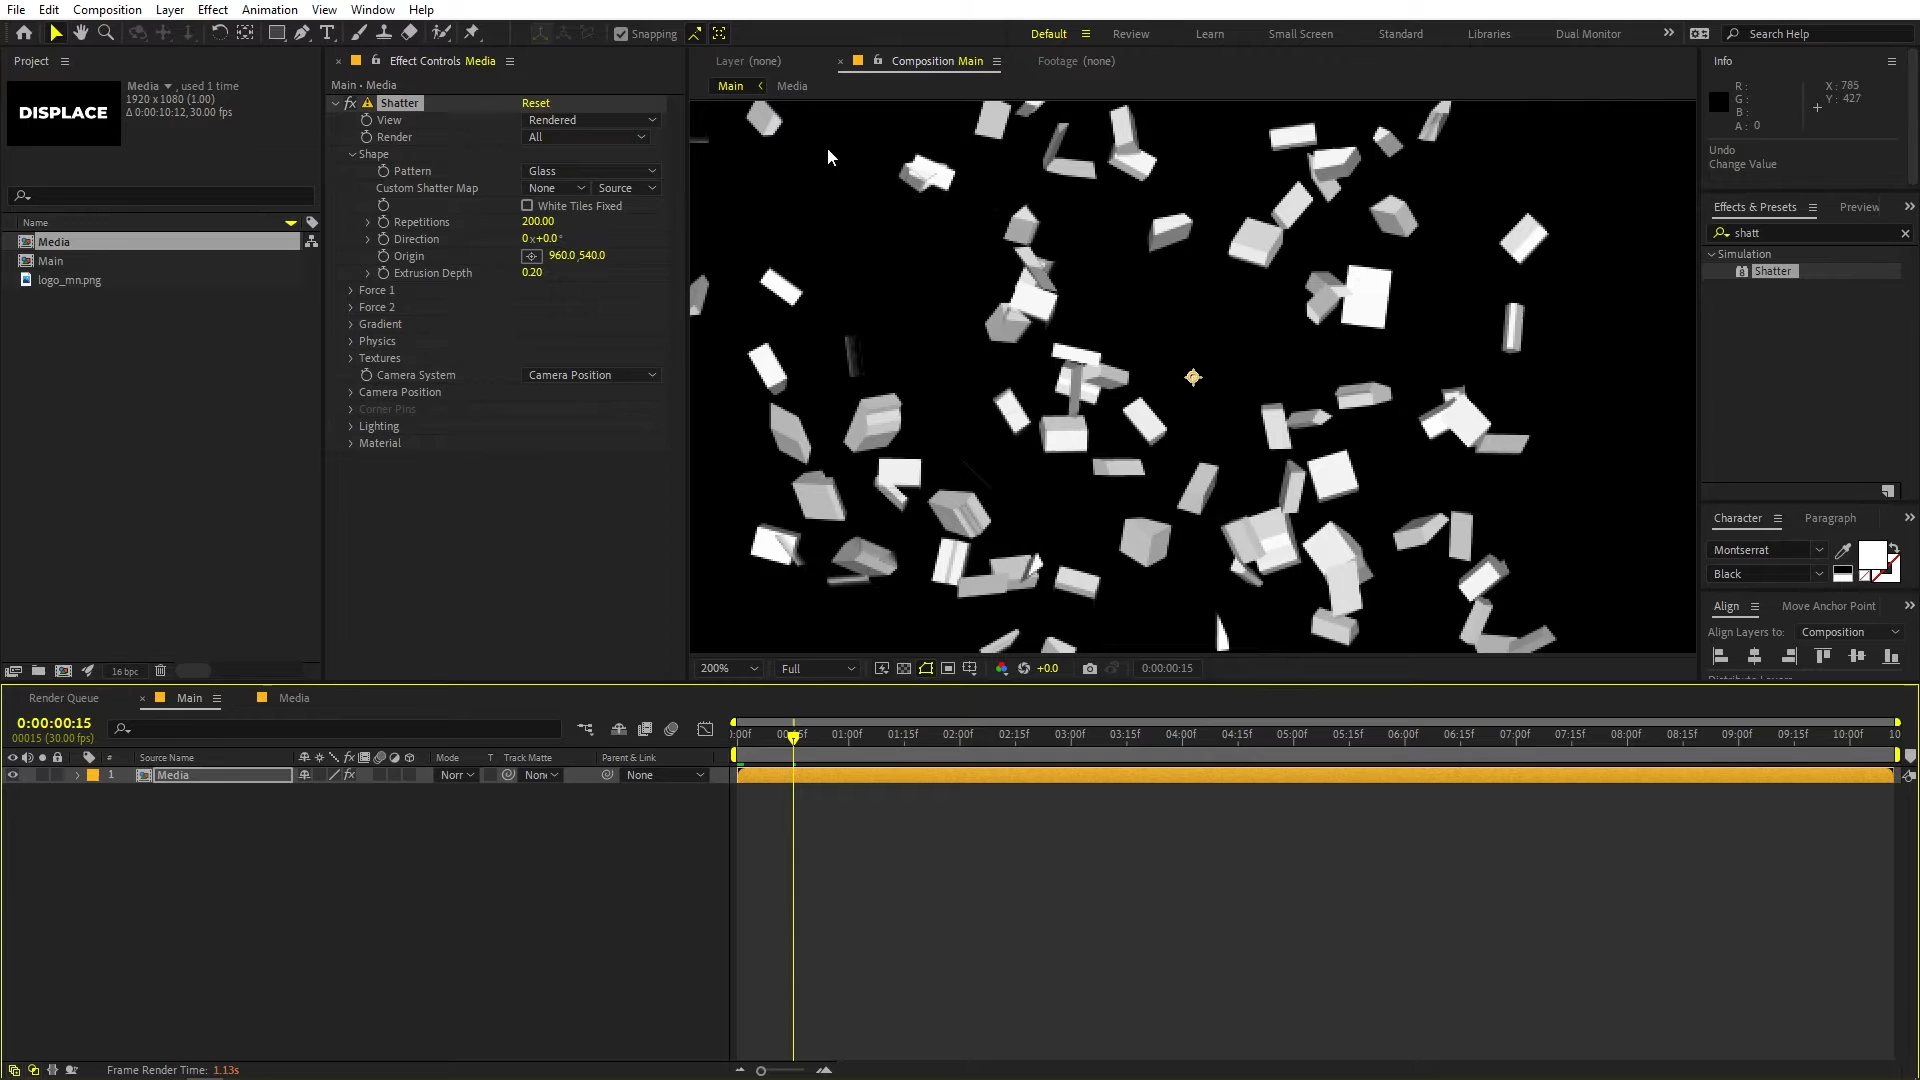 File Edit Composition Layer Effect Animation View Window Help
Snapping
Default Review Learn Small Screen Standard Libraries Dual Monitor Search Help
Project
Media , used 1 time
1920 x 1080 (1.00)
Δ 0:00:10:12, 30.00 fps
DISPLACE
Name
Media
Main
logo_mn.png
16 bpc
Effect Controls Media
Main • Media
fx Shatter Reset
View Rendered
Render All
Shape
Pattern Glass
Custom Shatter Map None Source
White Tiles Fixed
Repetitions 200.00
Direction 0x+0.0°
Origin 960.0,540.0
Extrusion Depth 0.20
Force 1
Force 2
Gradient
Physics
Textures
Camera System Camera Position
Camera Position
Corner Pins
Lighting
Material
Layer (none) Composition Main Footage (none)
Main Media
200% Full +0.0 0:00:00:15
Info
R :
G :
B :
A : 0
X : 785
Y : 427
Undo
Change Value
Effects & Presets Preview
shatt
Simulation
Shatter
Character Paragraph
Montserrat
Black
Align Move Anchor Point
Align Layers to: Composition
Render Queue Main Media
0:00:00:15
00015 (30.00 fps)
# Source Name fx Mode T Track Matte Parent & Link
1 Media fx Norr None
:00f 00:15f 01:00f 01:15f 02:00f 02:15f 03:00f 03:15f 04:00f 04:15f 05:00f 05:15f 06:00f 06:15f 07:00f 07:15f 08:00f 08:15f 09:00f 09:15f 10:00f 10
Frame Render Time: 1.13s